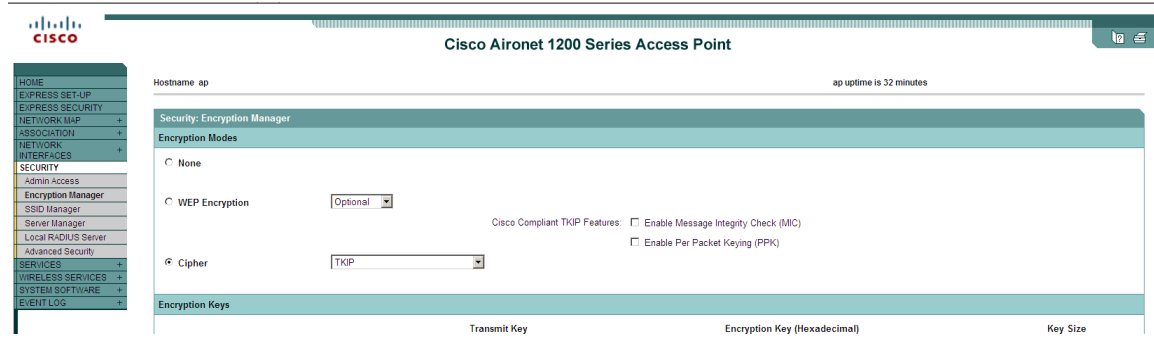 CISCO
Cisco Aironet 1200 Series Access Point
HOME
EXPRESS SET-UP
EXPRESS SECURITY
NETWORK MAP +
ASSOCIATION +
NETWORK
INTERFACES +
SECURITY
Admin Access
Encryption Manager
SSID Manager
Server Manager
Local RADIUS Server
Advanced Security
SERVICES +
WIRELESS SERVICES +
SYSTEM SOFTWARE +
EVENT LOG +
Hostname ap ap uptime is 32 minutes
Security: Encryption Manager
Encryption Modes
None
WEP Encryption Optional
Cisco Compliant TKIP Features: Enable Message Integrity Check (MIC)
Enable Per Packet Keying (PPK)
Cipher TKIP
Encryption Keys
Transmit Key Encryption Key (Hexadecimal) Key Size